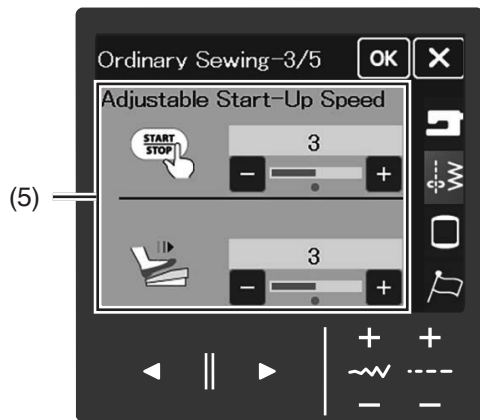 Ordinary Sewing-3/5 OK
Adjustable Start-Up Speed
START
STOP
3
- +
(5)
3
- +
+ +
- -